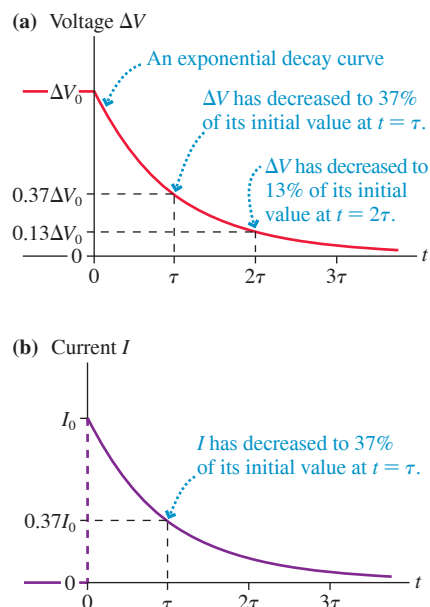 (a) Voltage ΔV
An exponential decay curve
ΔV₀
ΔV has decreased to 37%
of its initial value at t = τ.
ΔV has decreased to
13% of its initial
value at t = 2τ.
0.37ΔV₀
0.13ΔV₀
0
0 τ 2τ 3τ t
(b) Current I
I₀
I has decreased to 37%
of its initial value at t = τ.
0.37I₀
0
0 τ 2τ 3τ t